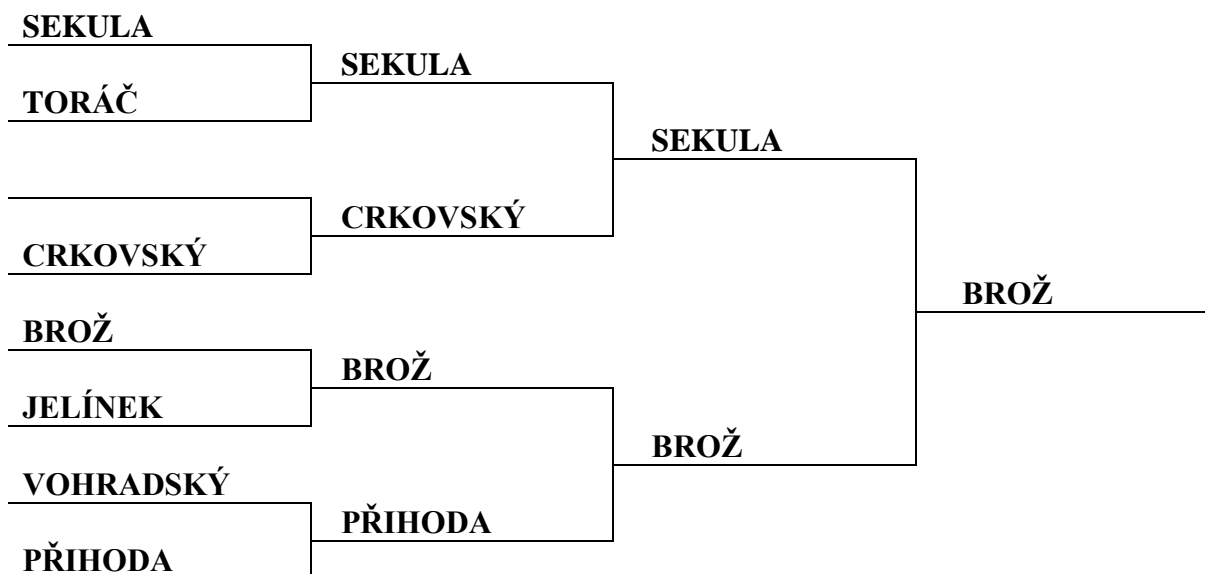 SEKULA
SEKULA
TORÁČ
SEKULA
CRKOVSKÝ
CRKOVSKÝ
BROŽ
BROŽ
BROŽ
JELÍNEK
BROŽ
VOHRADSKÝ
PŘIHODA
PŘIHODA